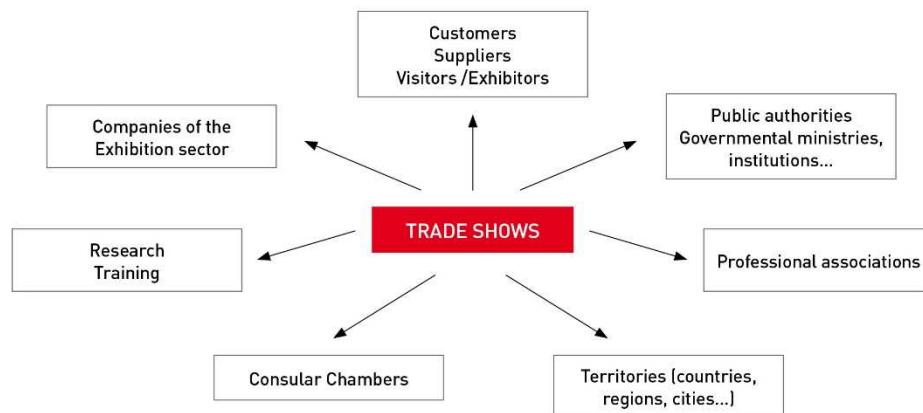 Customers
Suppliers
Visitors /Exhibitors
Companies of the
Exhibition sector
Public authorities
Governmental ministries,
institutions...
TRADE SHOWS
Research
Training
Professional associations
Consular Chambers
Territories (countries,
regions, cities...)